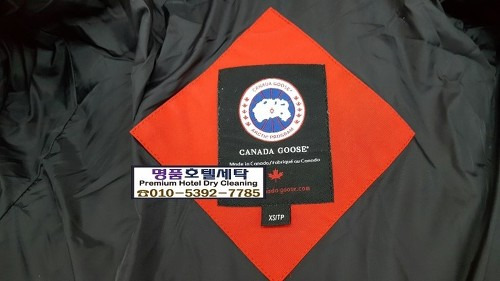 CANADA GOOSE®
ARCTIC PROGRAM
CANADA GOOSE®
Made in Canada/Fabriqué au Canada
명품호텔세탁
Premium Hotel Dry Cleaning
☎010-5392-7785
goose.com
XS/TP